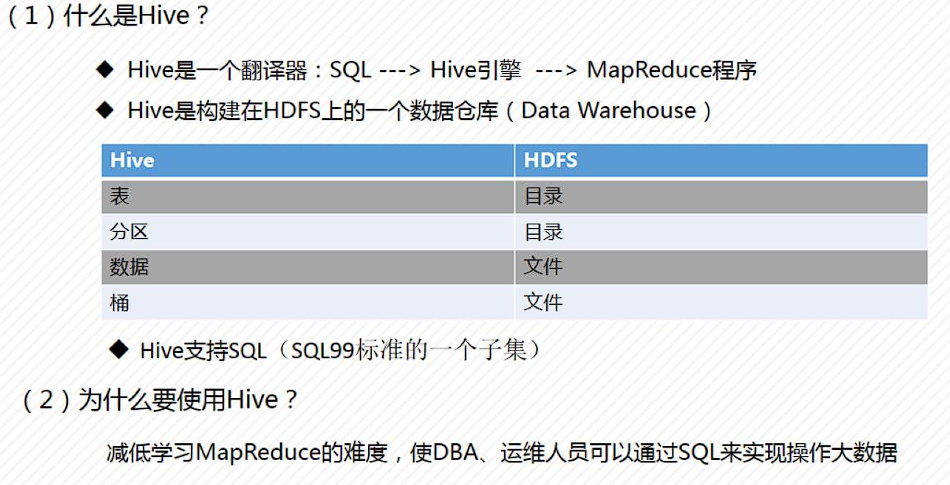 （1）什么是Hive？
◆ Hive是一个翻译器：SQL ---> Hive引擎 ---> MapReduce程序
◆ Hive是构建在HDFS上的一个数据仓库（Data Warehouse）
Hive HDFS
表 目录
分区 目录
数据 文件
桶 文件
◆ Hive支持SQL（SQL99标准的一个子集）
（2）为什么要使用Hive？
减低学习MapReduce的难度，使DBA、运维人员可以通过SQL来实现操作大数据